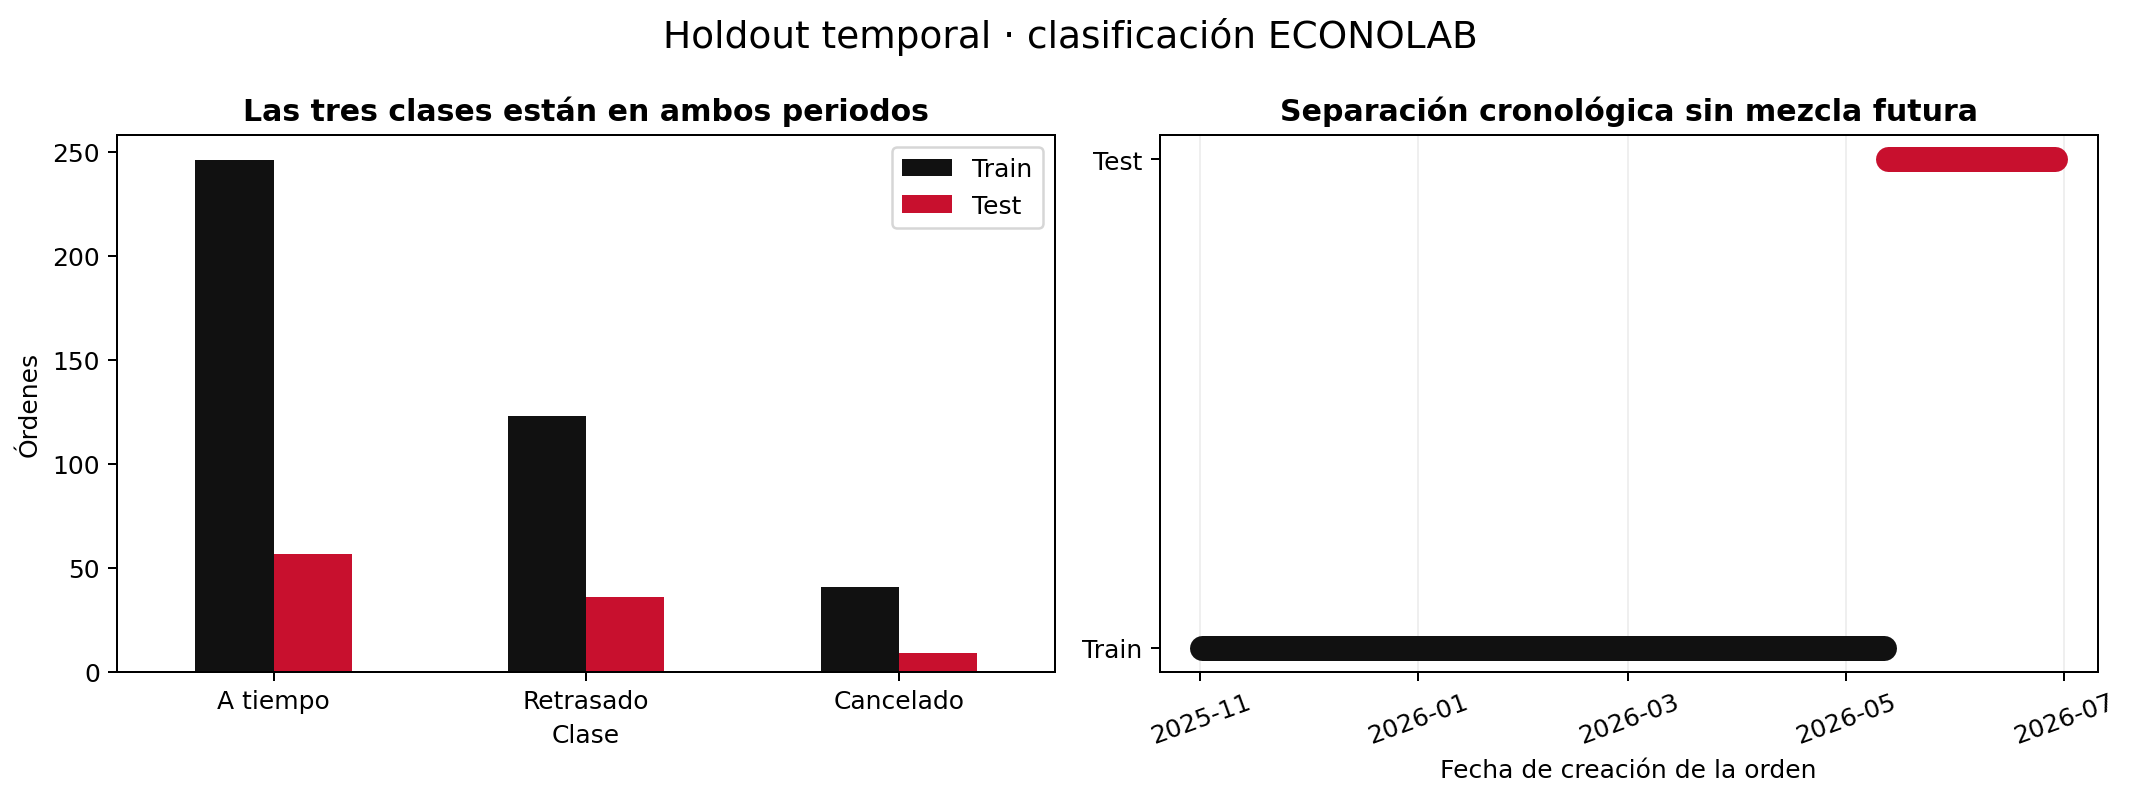 Holdout temporal · clasificación ECONOLAB
Las tres clases están en ambos periodos
Órdenes
250
200
150
100
50
0
Train
Test
A tiempo
Retrasado
Cancelado
Clase
Separación cronológica sin mezcla futura
Test
Train
2025-11
2026-01
2026-03
2026-05
2026-07
Fecha de creación de la orden